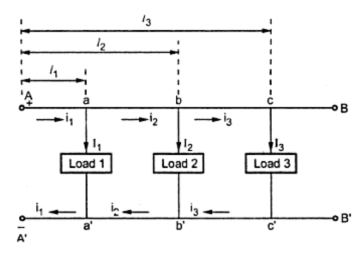 l3
l2
l1
A a b c B
+
i1 i2 i3
I1 I2 I3
Load 1 Load 2 Load 3
i1 i2 i3
–
A' a' b' c' B'